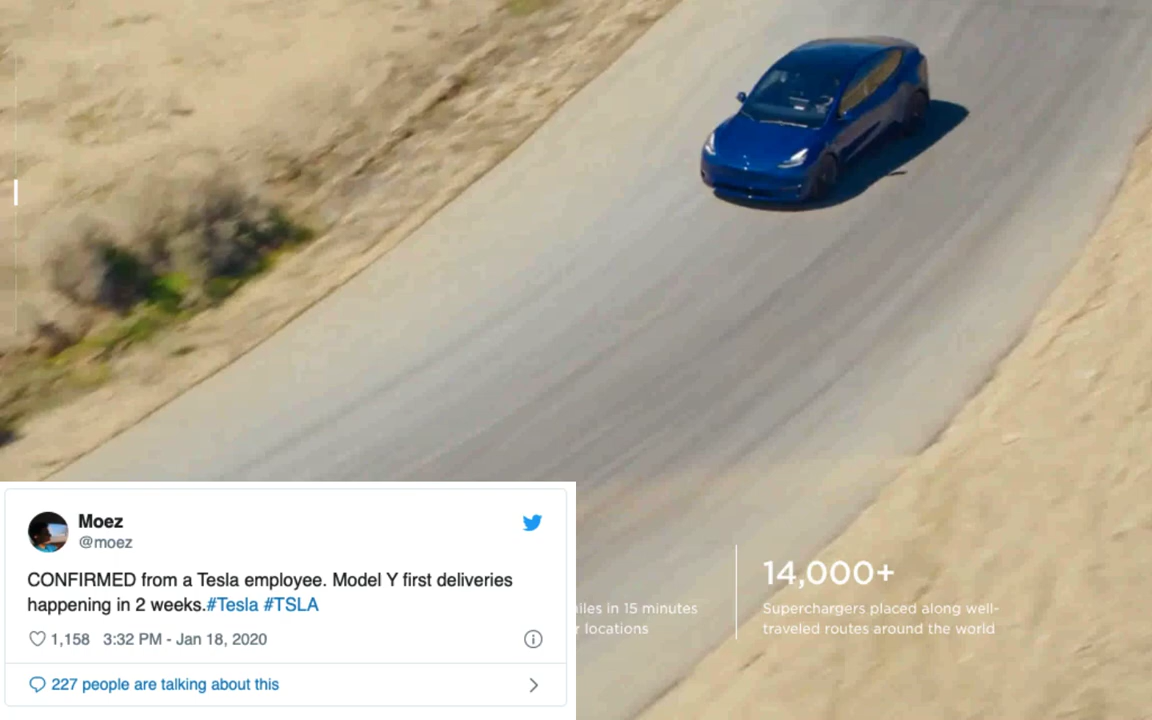 Moez
@moez
CONFIRMED from a Tesla employee. Model Y first deliveries
happening in 2 weeks.#Tesla #TSLA
1,158 3:32 PM - Jan 18, 2020
227 people are talking about this
in 15 minutes
locations
14,000+
Superchargers placed along well-
traveled routes around the world